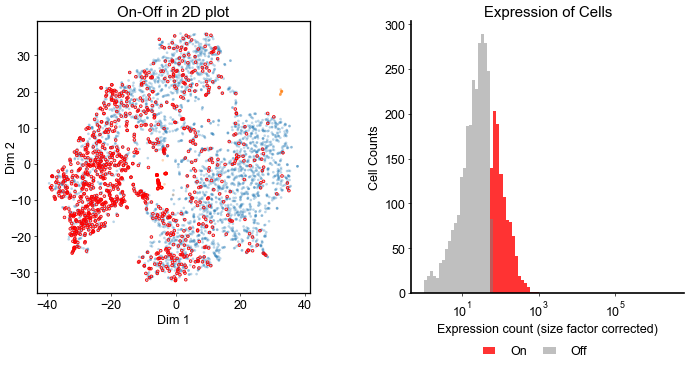 On-Off in 2D plot
Expression of Cells
Dim 2
30
20
10
0
−10
−20
−30
−40
−20
0
20
40
Dim 1
Cell Counts
300
250
200
150
100
50
0
10^1
10^3
10^5
Expression count (size factor corrected)
On
Off